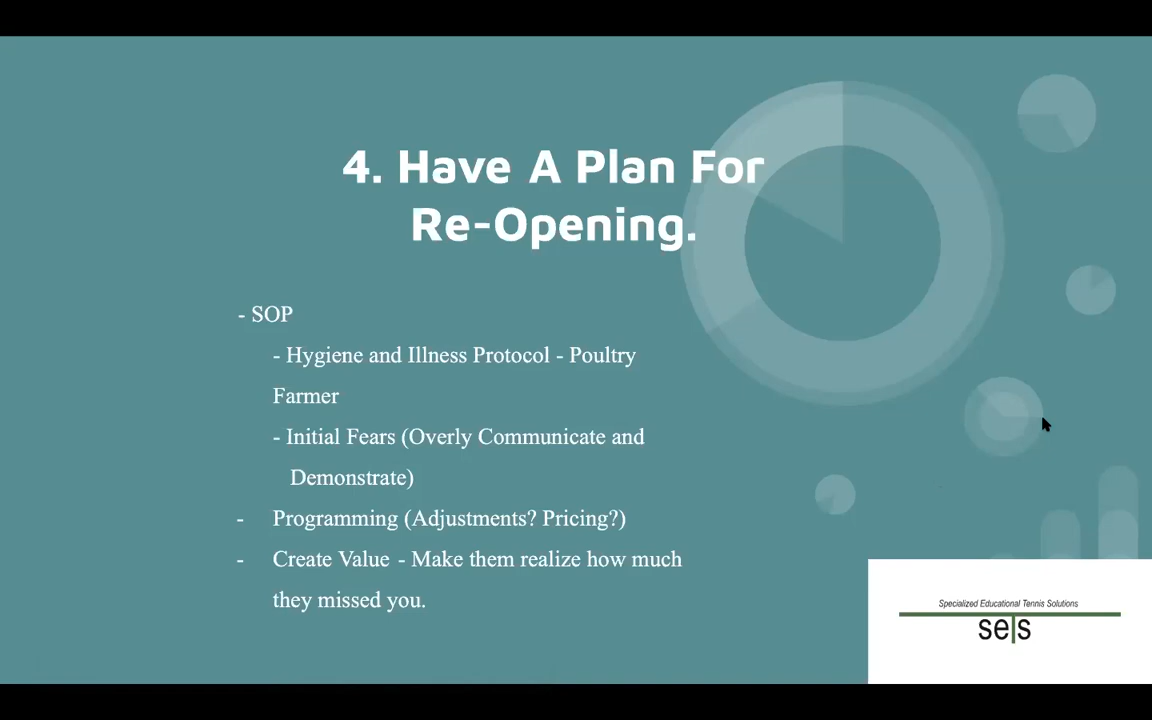 4. Have A Plan For
Re-Opening.
- SOP
- Hygiene and Illness Protocol - Poultry
Farmer
- Initial Fears (Overly Communicate and
Demonstrate)
- Programming (Adjustments? Pricing?)
- Create Value - Make them realize how much
they missed you.
Specialized Educational Tennis Solutions
seTs